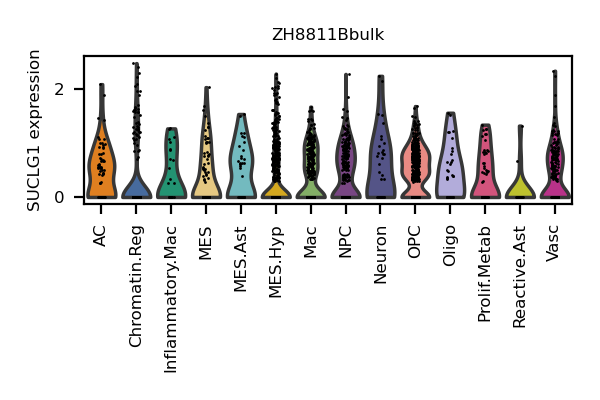 ZH8811Bbulk
SUCLG1 expression
2
0
AC
Chromatin.Reg
Inflammatory.Mac
MES
MES.Ast
MES.Hyp
Mac
NPC
Neuron
OPC
Oligo
Prolif.Metab
Reactive.Ast
Vasc